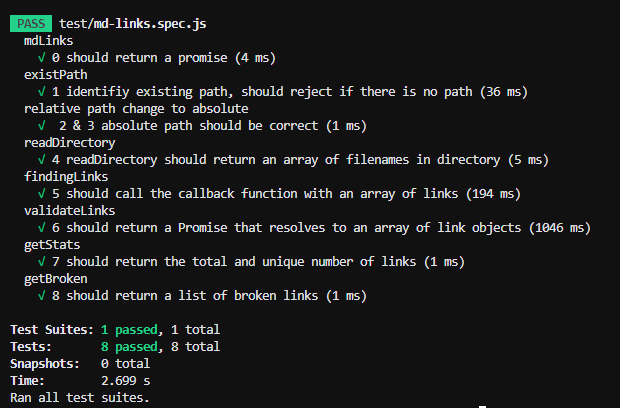 PASS test/md-links.spec.js
mdLinks
√ 0 should return a promise (4 ms)
existPath
√ 1 identifiy existing path, should reject if there is no path (36 ms)
relative path change to absolute
√  2 & 3 absolute path should be correct (1 ms)
readDirectory
√ 4 readDirectory should return an array of filenames in directory (5 ms)
findingLinks
√ 5 should call the callback function with an array of links (194 ms)
validateLinks
√ 6 should return a Promise that resolves to an array of link objects (1046 ms)
getStats
√ 7 should return the total and unique number of links (1 ms)
getBroken
√ 8 should return a list of broken links (1 ms)
Test Suites: 1 passed, 1 total
Tests: 8 passed, 8 total
Snapshots: 0 total
Time: 2.699 s
Ran all test suites.